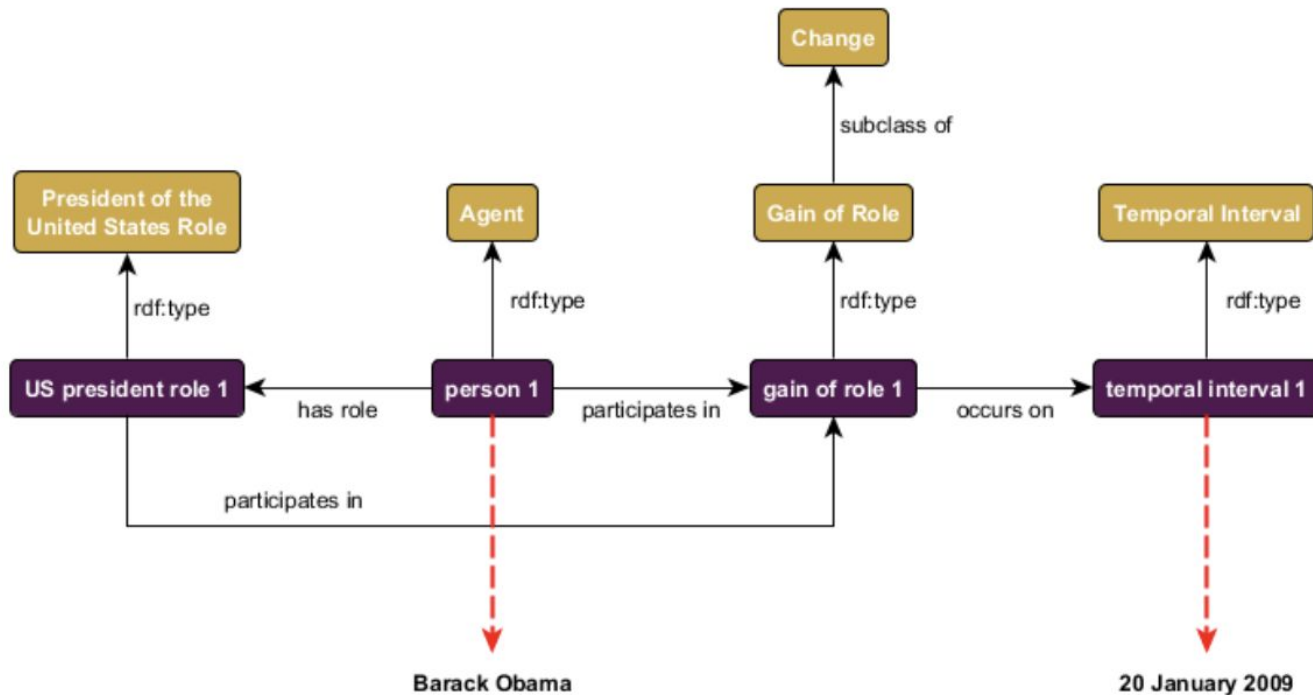 Change
subclass of
President of the
United States Role
Agent
Gain of Role
Temporal Interval
rdf:type
rdf:type
rdf:type
rdf:type
US president role 1
has role
person 1
participates in
gain of role 1
occurs on
temporal interval 1
participates in
Barack Obama
20 January 2009